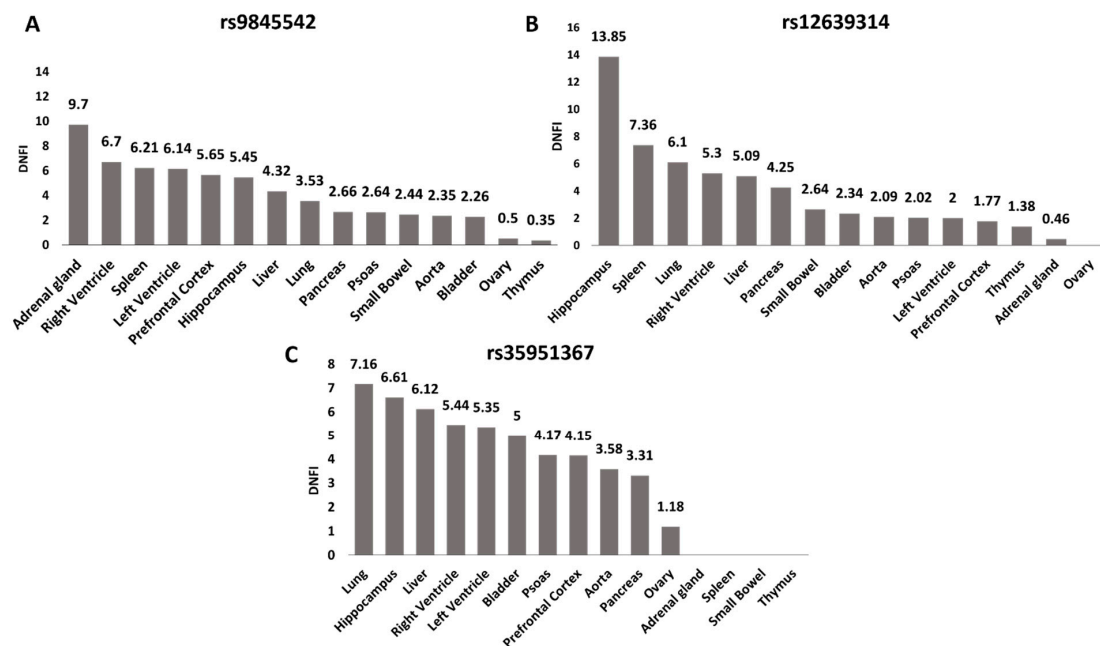 A
rs9845542
DNFI
14
12
10
8
6
4
2
0
9.7
6.7
6.21
6.14
5.65
5.45
4.32
3.53
2.66
2.64
2.44
2.35
2.26
0.5
0.35
Adrenal gland
Right Ventricle
Spleen
Left Ventricle
Prefrontal Cortex
Hippocampus
Liver
Lung
Pancreas
Psoas
Small Bowel
Aorta
Bladder
Ovary
Thymus
B
rs12639314
DNFI
16
14
12
10
8
6
4
2
0
13.85
7.36
6.1
5.3
5.09
4.25
2.64
2.34
2.09
2.02
2
1.77
1.38
0.46
Hippocampus
Spleen
Lung
Right Ventricle
Liver
Pancreas
Small Bowel
Bladder
Aorta
Psoas
Left Ventricle
Prefrontal Cortex
Thymus
Adrenal gland
Ovary
C
rs35951367
DNFI
8
7
6
5
4
3
2
1
0
7.16
6.61
6.12
5.44
5.35
5
4.17
4.15
3.58
3.31
1.18
Lung
Hippocampus
Liver
Right Ventricle
Left Ventricle
Bladder
Psoas
Prefrontal Cortex
Aorta
Pancreas
Ovary
Adrenal gland
Spleen
Small Bowel
Thymus